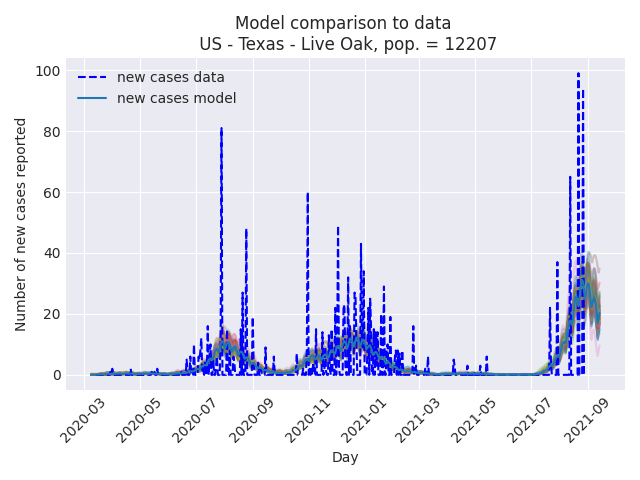 Model comparison to data
US - Texas - Live Oak, pop. = 12207
new cases data
new cases model
Number of new cases reported
100
80
60
40
20
0
2020-03
2020-05
2020-07
2020-09
2020-11
2021-01
2021-03
2021-05
2021-07
2021-09
Day